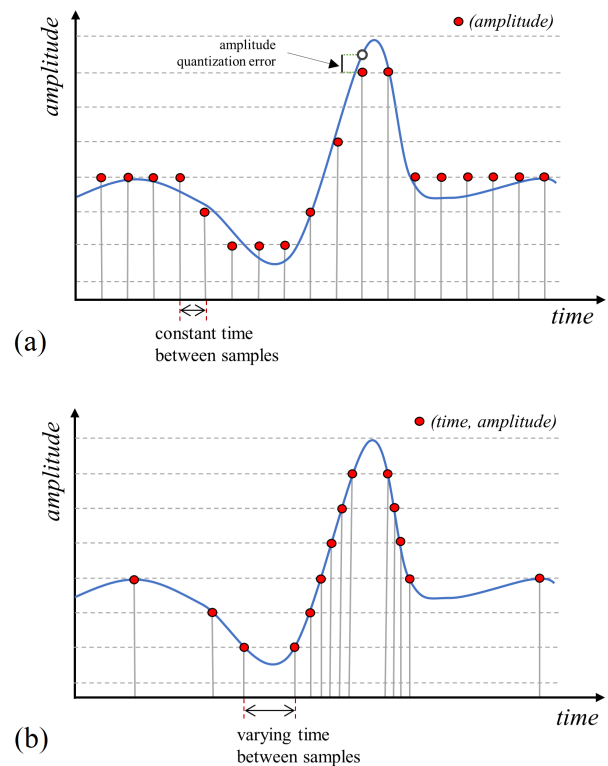 (amplitude)
amplitude
quantization error
amplitude
time
constant time
between samples
(a)
(time, amplitude)
amplitude
time
varying time
between samples
(b)